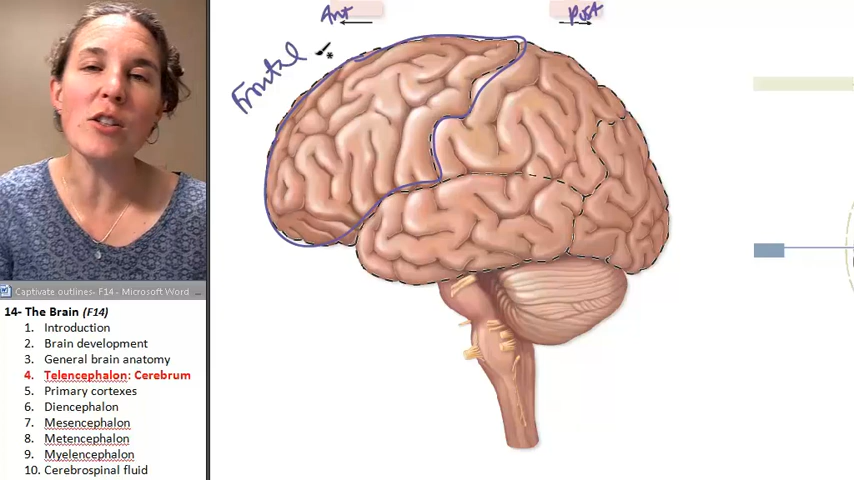 Ant
Post
Frontal
*
Captivate outlines- F14 - Microsoft Word
14- The Brain (F14)
1. Introduction
2. Brain development
3. General brain anatomy
4. Telencephalon: Cerebrum
5. Primary cortexes
6. Diencephalon
7. Mesencephalon
8. Metencephalon
9. Myelencephalon
10. Cerebrospinal fluid